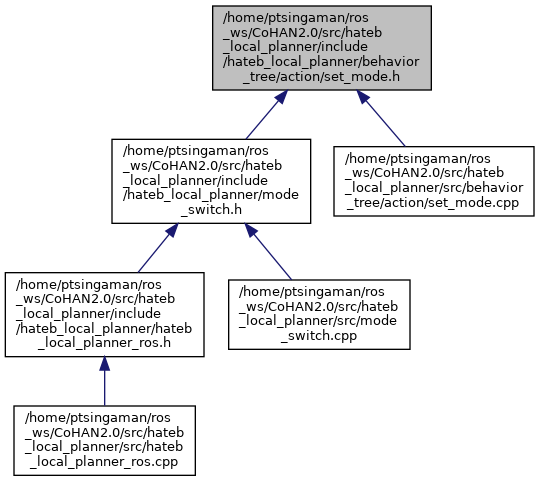 /home/ptsingaman/ros
_ws/CoHAN2.0/src/hateb
_local_planner/include
/hateb_local_planner/behavior
_tree/action/set_mode.h
/home/ptsingaman/ros
_ws/CoHAN2.0/src/hateb
_local_planner/include
/hateb_local_planner/mode
_switch.h
/home/ptsingaman/ros
_ws/CoHAN2.0/src/hateb
_local_planner/src/behavior
_tree/action/set_mode.cpp
/home/ptsingaman/ros
_ws/CoHAN2.0/src/hateb
_local_planner/include
/hateb_local_planner/hateb
_local_planner_ros.h
/home/ptsingaman/ros
_ws/CoHAN2.0/src/hateb
_local_planner/src/mode
_switch.cpp
/home/ptsingaman/ros
_ws/CoHAN2.0/src/hateb
_local_planner/src/hateb
_local_planner_ros.cpp